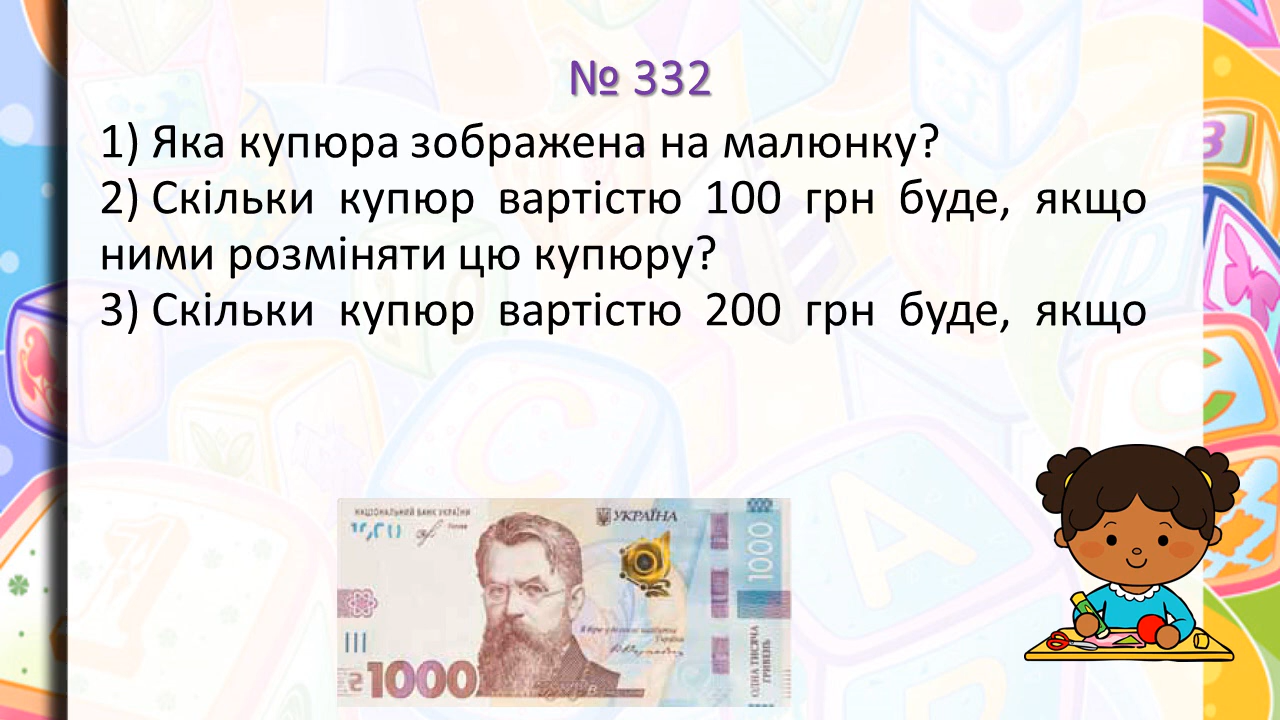 № 332
1) Яка купюра зображена на малюнку?
2) Скільки купюр вартістю 100 грн буде, якщо
ними розміняти цю купюру?
3) Скільки купюр вартістю 200 грн буде, якщо
НАЦІОНАЛЬНИЙ БАНК УКРАЇНИ
УКРАЇНА
1000
ОДНА ТИСЯЧА
ГРИВЕНЬ
₴1000